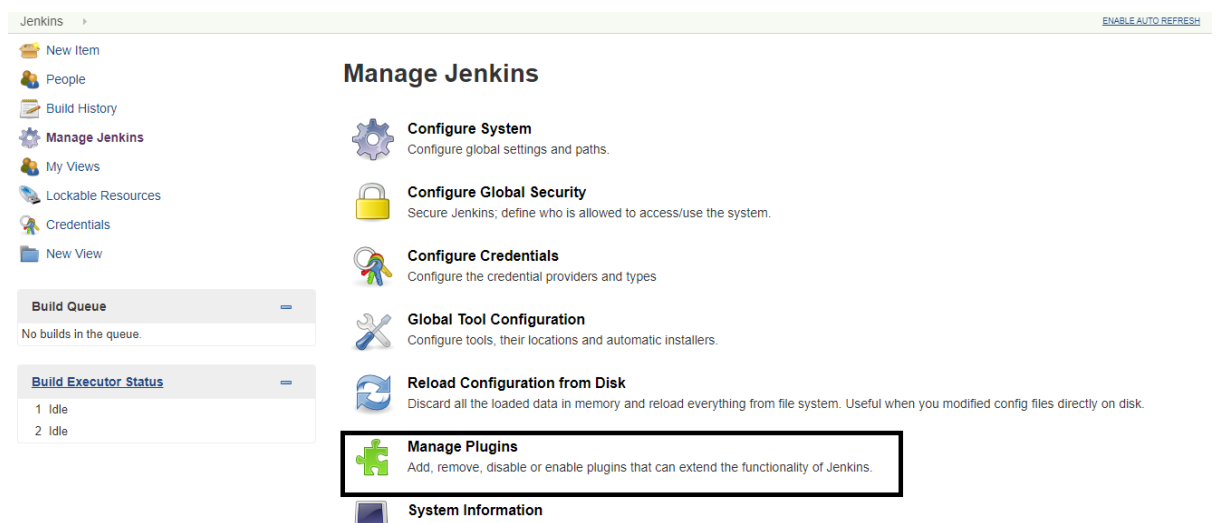 Jenkins
ENABLE AUTO REFRESH
New Item
People
Build History
Manage Jenkins
My Views
Lockable Resources
Credentials
New View
Build Queue
No builds in the queue.
Build Executor Status
1 Idle
2 Idle
Manage Jenkins
Configure System
Configure global settings and paths.
Configure Global Security
Secure Jenkins; define who is allowed to access/use the system.
Configure Credentials
Configure the credential providers and types
Global Tool Configuration
Configure tools, their locations and automatic installers.
Reload Configuration from Disk
Discard all the loaded data in memory and reload everything from file system. Useful when you modified config files directly on disk.
Manage Plugins
Add, remove, disable or enable plugins that can extend the functionality of Jenkins.
System Information